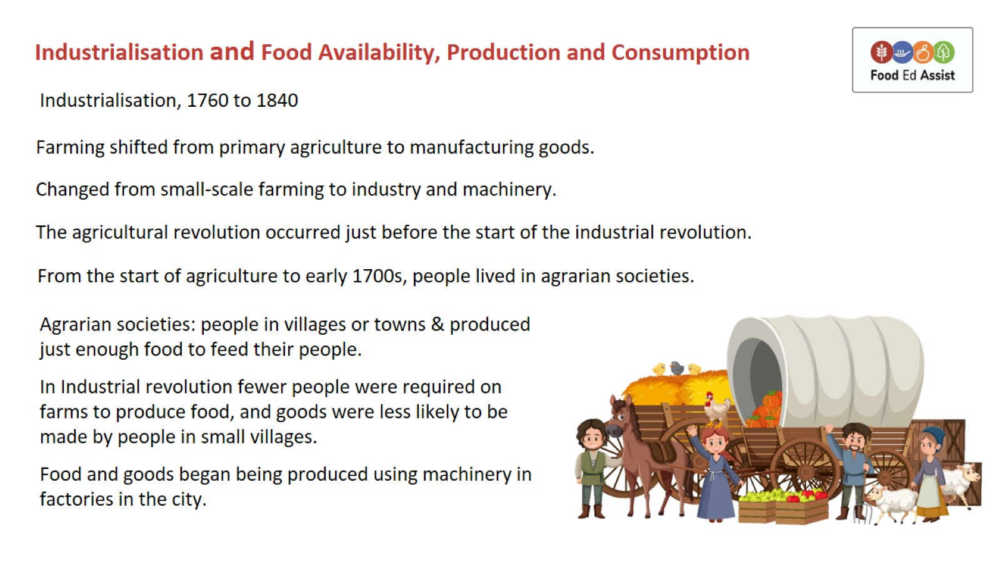 Industrialisation and Food Availability, Production and Consumption
Food Ed Assist
Industrialisation, 1760 to 1840
Farming shifted from primary agriculture to manufacturing goods.
Changed from small-scale farming to industry and machinery.
The agricultural revolution occurred just before the start of the industrial revolution.
From the start of agriculture to early 1700s, people lived in agrarian societies.
Agrarian societies: people in villages or towns & produced
just enough food to feed their people.
In Industrial revolution fewer people were required on
farms to produce food, and goods were less likely to be
made by people in small villages.
Food and goods began being produced using machinery in
factories in the city.